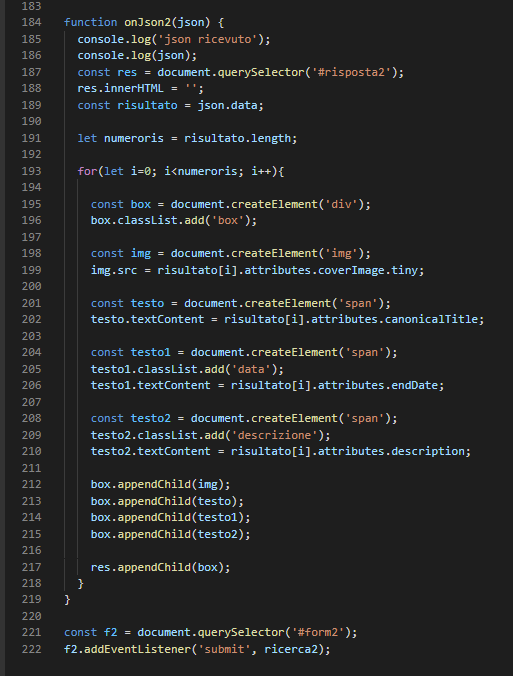 183
184 function onJson2(json) {
185   console.log('json ricevuto');
186   console.log(json);
187   const res = document.querySelector('#risposta2');
188   res.innerHTML = '';
189   const risultato = json.data;
190
191   let numeroris = risultato.length;
192
193   for(let i=0; i<numeroris; i++){
194
195     const box = document.createElement('div');
196     box.classList.add('box');
197
198     const img = document.createElement('img');
199     img.src = risultato[i].attributes.coverImage.tiny;
200
201     const testo = document.createElement('span');
202     testo.textContent = risultato[i].attributes.canonicalTitle;
203
204     const testo1 = document.createElement('span');
205     testo1.classList.add('data');
206     testo1.textContent = risultato[i].attributes.endDate;
207
208     const testo2 = document.createElement('span');
209     testo2.classList.add('descrizione');
210     testo2.textContent = risultato[i].attributes.description;
211
212     box.appendChild(img);
213     box.appendChild(testo);
214     box.appendChild(testo1);
215     box.appendChild(testo2);
216
217     res.appendChild(box);
218   }
219 }
220
221 const f2 = document.querySelector('#form2');
222 f2.addEventListener('submit', ricerca2);